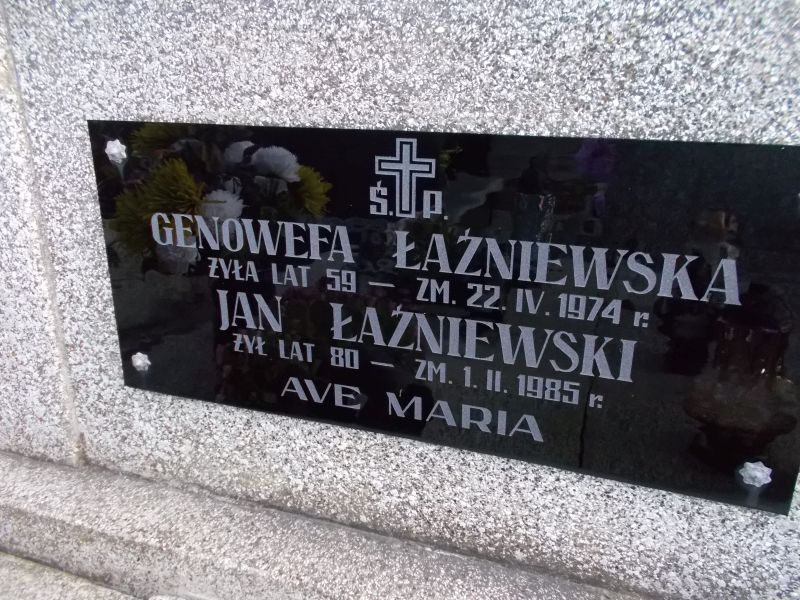 Ś. P.
GENOWEFA ŁAŹNIEWSKA
ŻYŁA LAT 59 — ZM. 22. IV. 1974 r.
JAN ŁAŹNIEWSKI
ŻYŁ LAT 80 — ZM. 1. II. 1985 r.
AVE MARIA